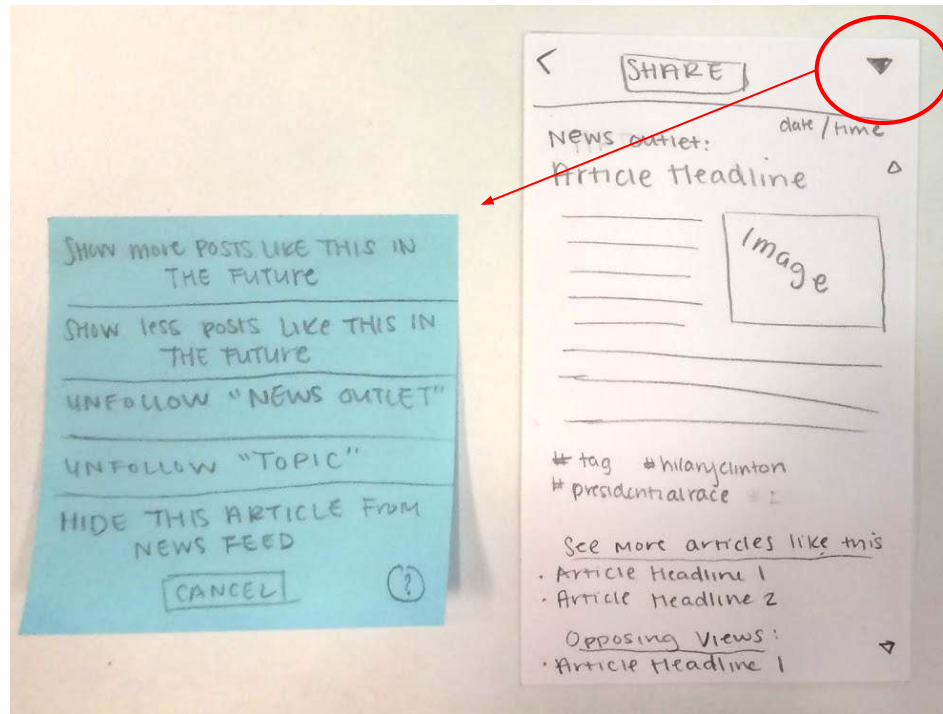 SHOW more POSTS LIKE THIS IN
THE FUTURE
SHOW less POSTS LIKE THIS IN
THE FUTURE
UNFOLLOW "NEWS OUTLET"
UNFOLLOW "TOPIC"
HIDE THIS ARTICLE FROM
NEWS FEED
CANCEL ?
< SHARE
date/time
News outlet:
Article Headline
Image
# tag #hilaryclinton
# presidentialrace
See more articles like this
· Article Headline 1
· Article Headline 2
Opposing Views:
· Article Headline 1